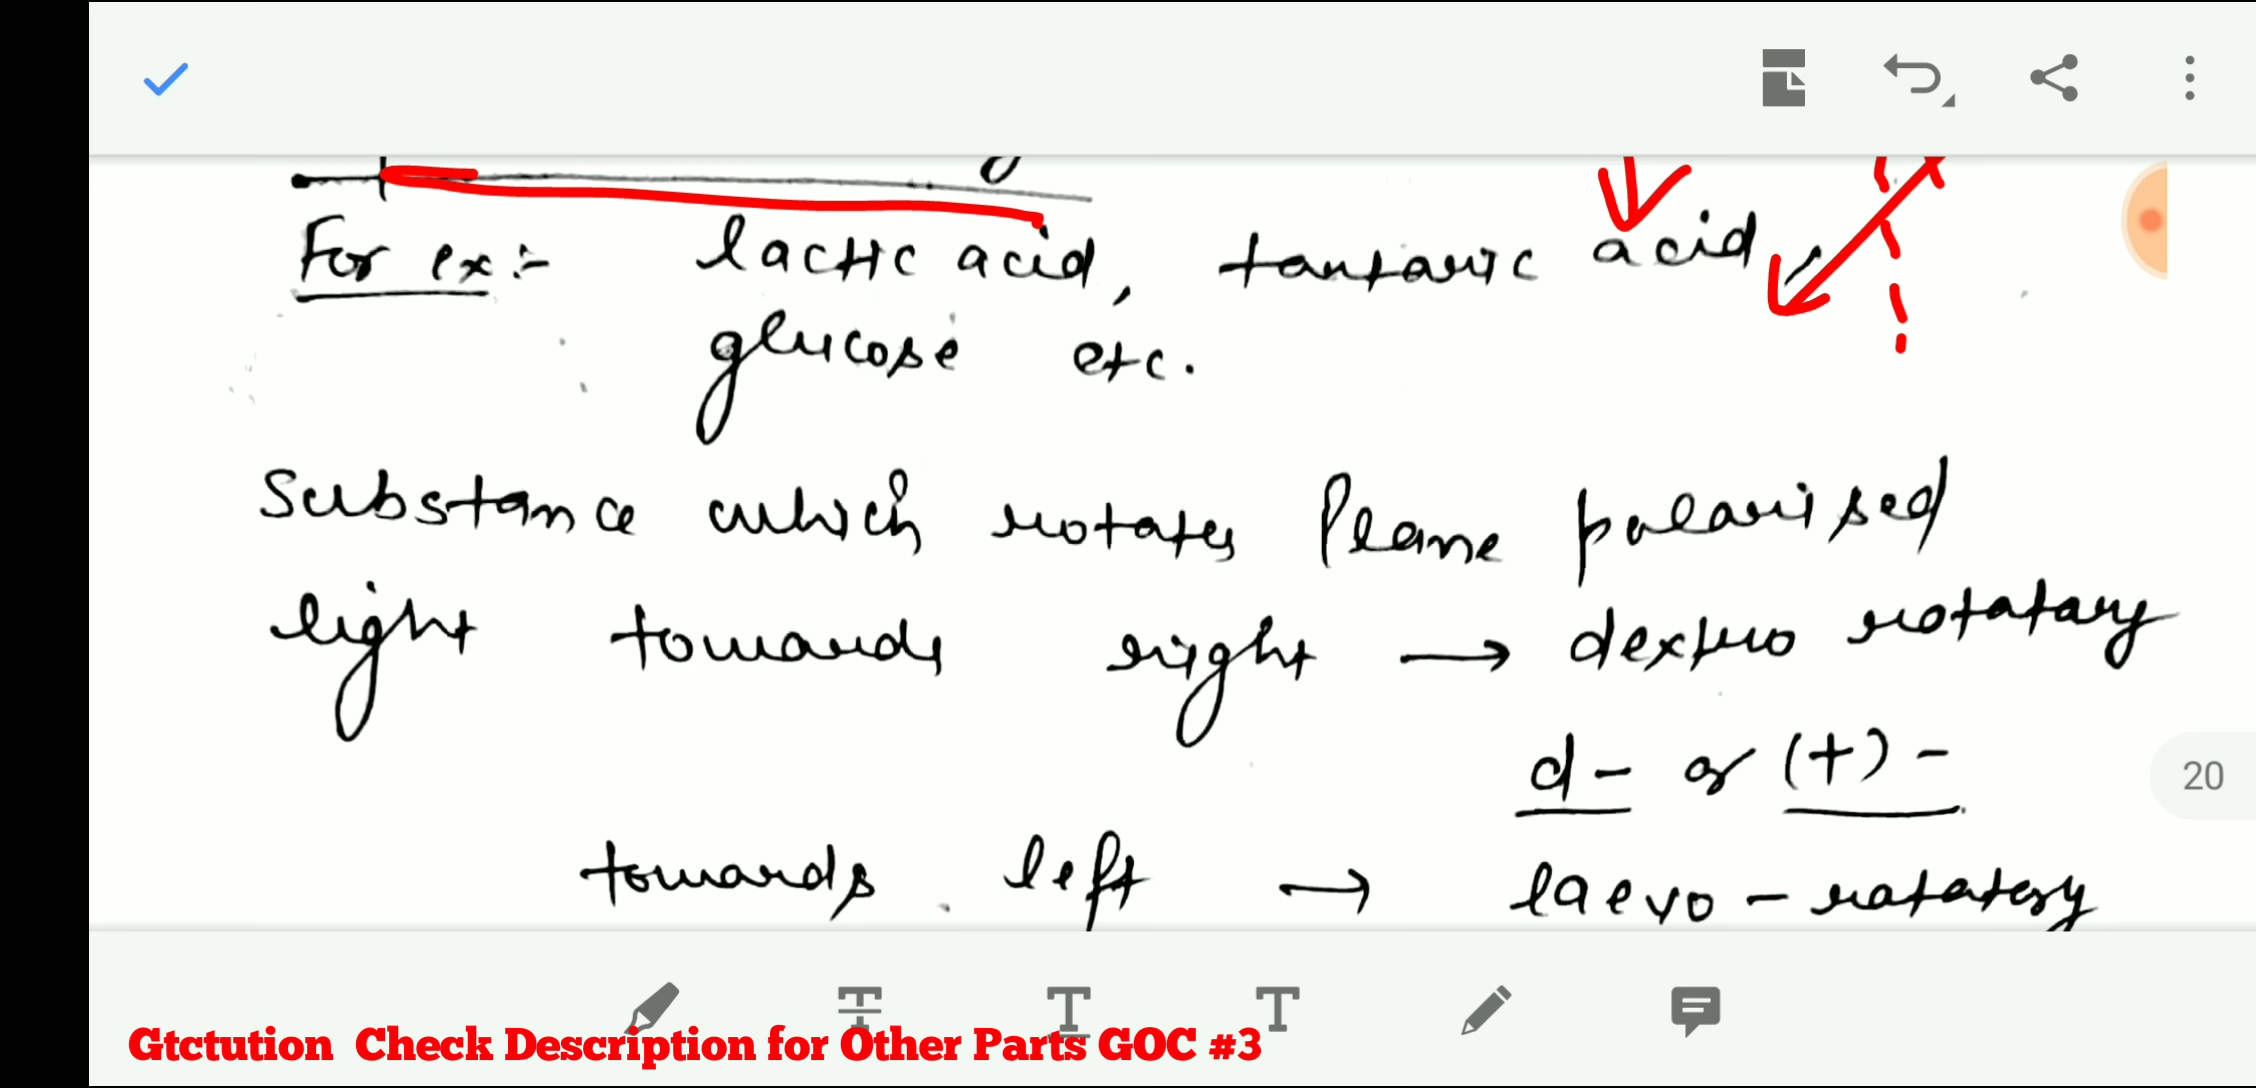 For ex :- lactic acid, tartaric acid,
glucose etc.
Substance which rotates Plane polarised
light towards right → dextro rotatary
d- or (+)-
20
towards left → laevo-rotatory
Gtctution Check Description for Other Parts GOC #3